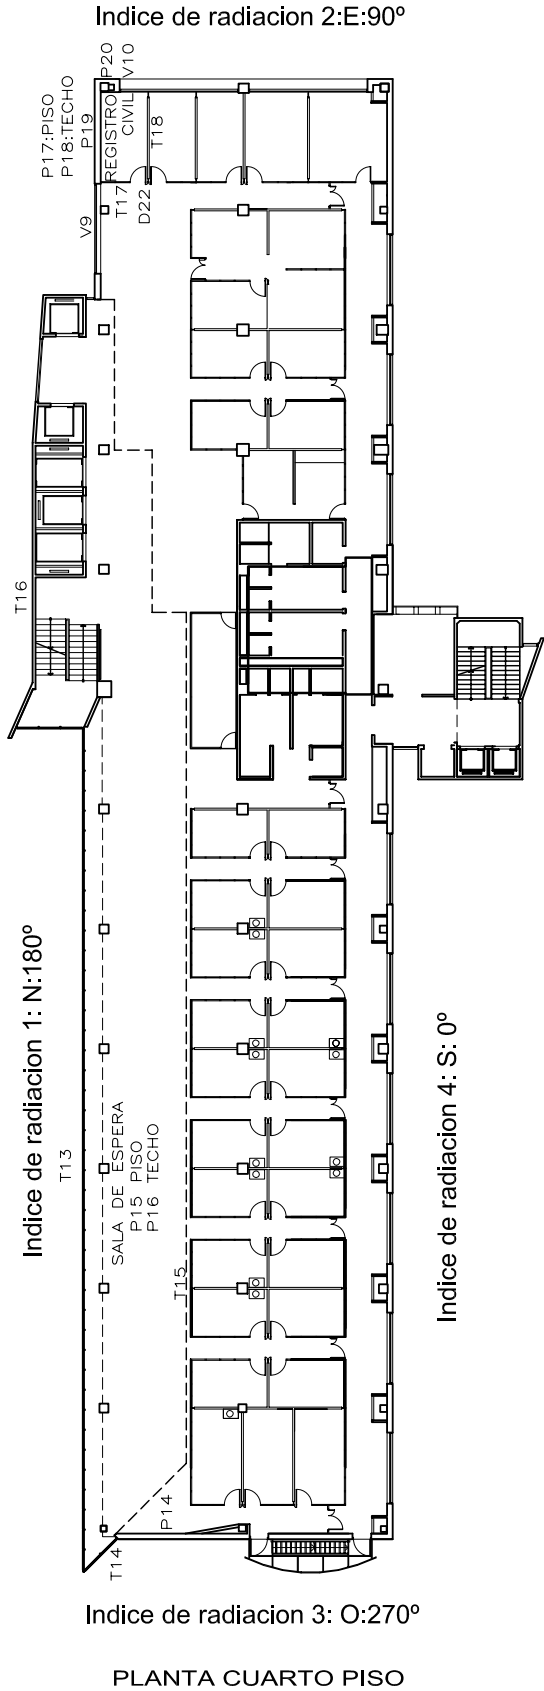 Indice de radiacion 2:E:90º
P17:PISO
P18:TECHO
P19
P20
V10
REGISTRO
CIVIL
T18
T17
D22
V9
T16
Indice de radiacion 1: N:180º
T13
SALA DE ESPERA
P15 PISO
P16 TECHO
T15
Indice de radiacion 4: S: 0º
P14
T14
Indice de radiacion 3: O:270º
PLANTA CUARTO PISO